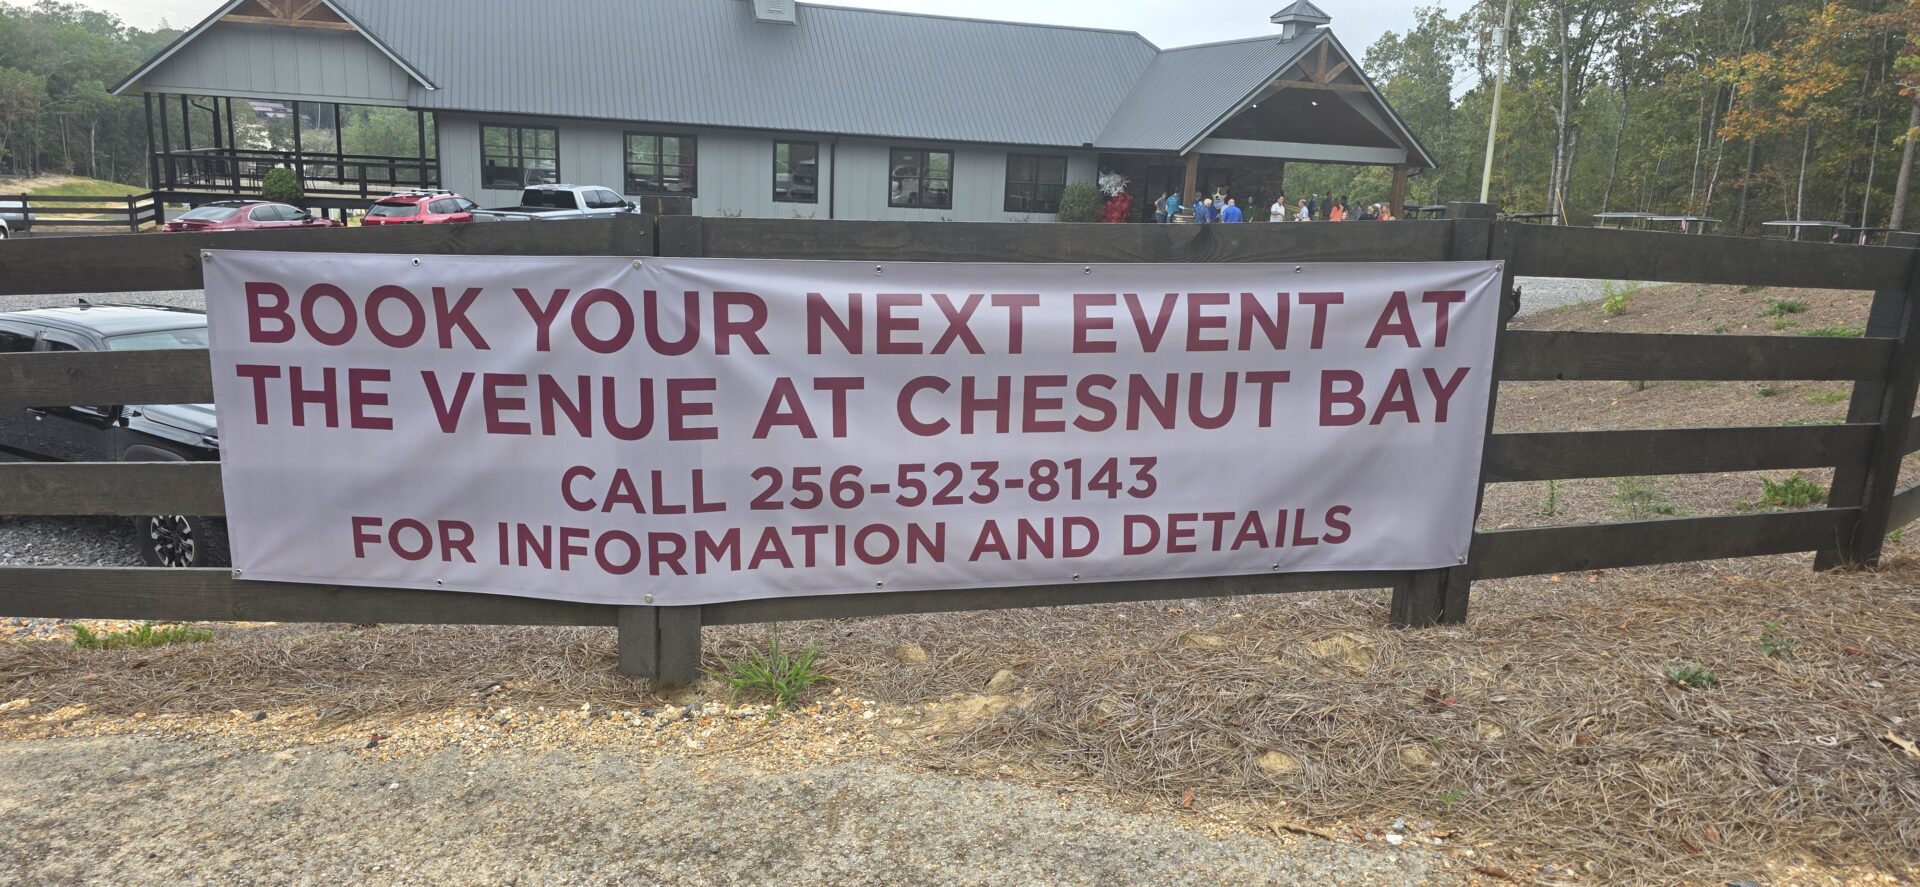 BOOK YOUR NEXT EVENT AT
THE VENUE AT CHESNUT BAY
CALL 256-523-8143
FOR INFORMATION AND DETAILS